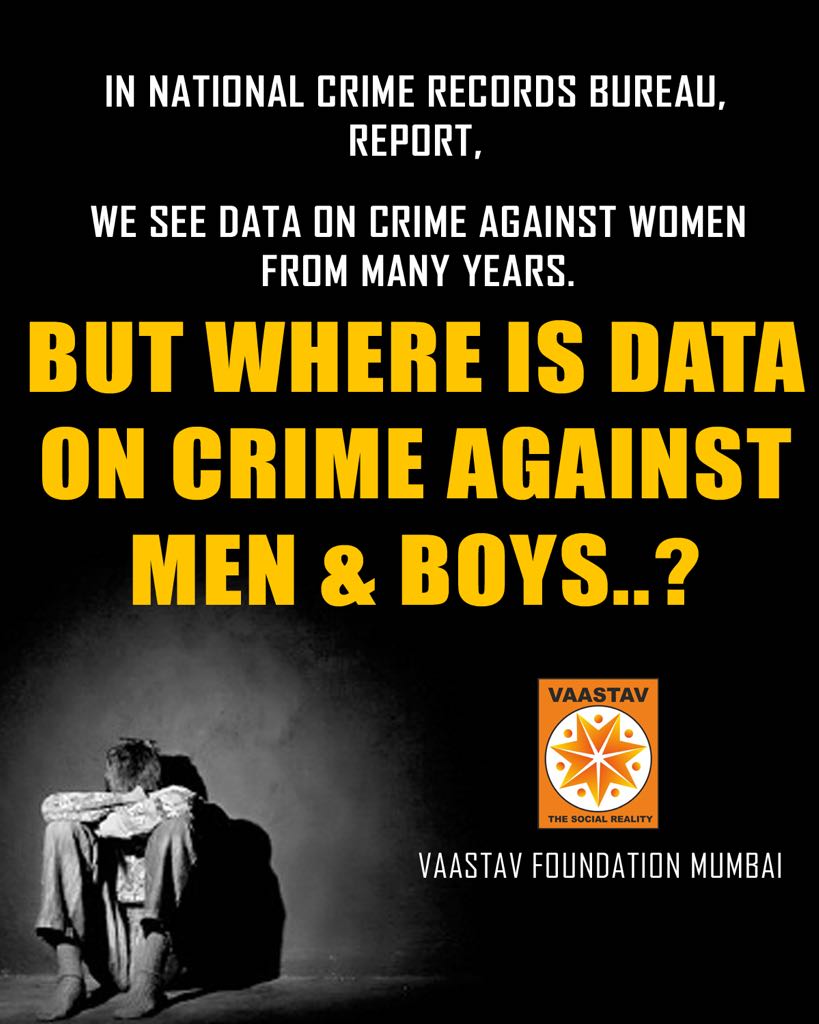 IN NATIONAL CRIME RECORDS BUREAU,
REPORT,
WE SEE DATA ON CRIME AGAINST WOMEN
FROM MANY YEARS.
BUT WHERE IS DATA
ON CRIME AGAINST
MEN & BOYS..?
VAASTAV
THE SOCIAL REALITY
VAASTAV FOUNDATION MUMBAI